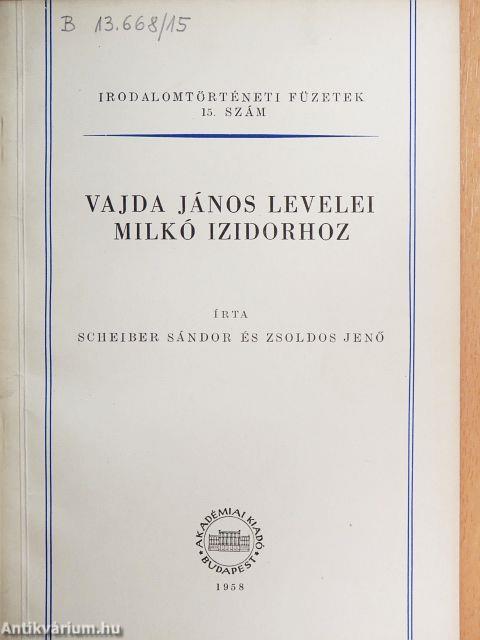 B 13.668/15
IRODALOMTÖRTÉNETI FÜZETEK
15. SZÁM
VAJDA JÁNOS LEVELEI
MILKÓ IZIDORHOZ
ÍRTA
SCHEIBER SÁNDOR ÉS ZSOLDOS JENŐ
AKADÉMIAI KIADÓ
BUDAPEST
1958
Antikvárium.hu